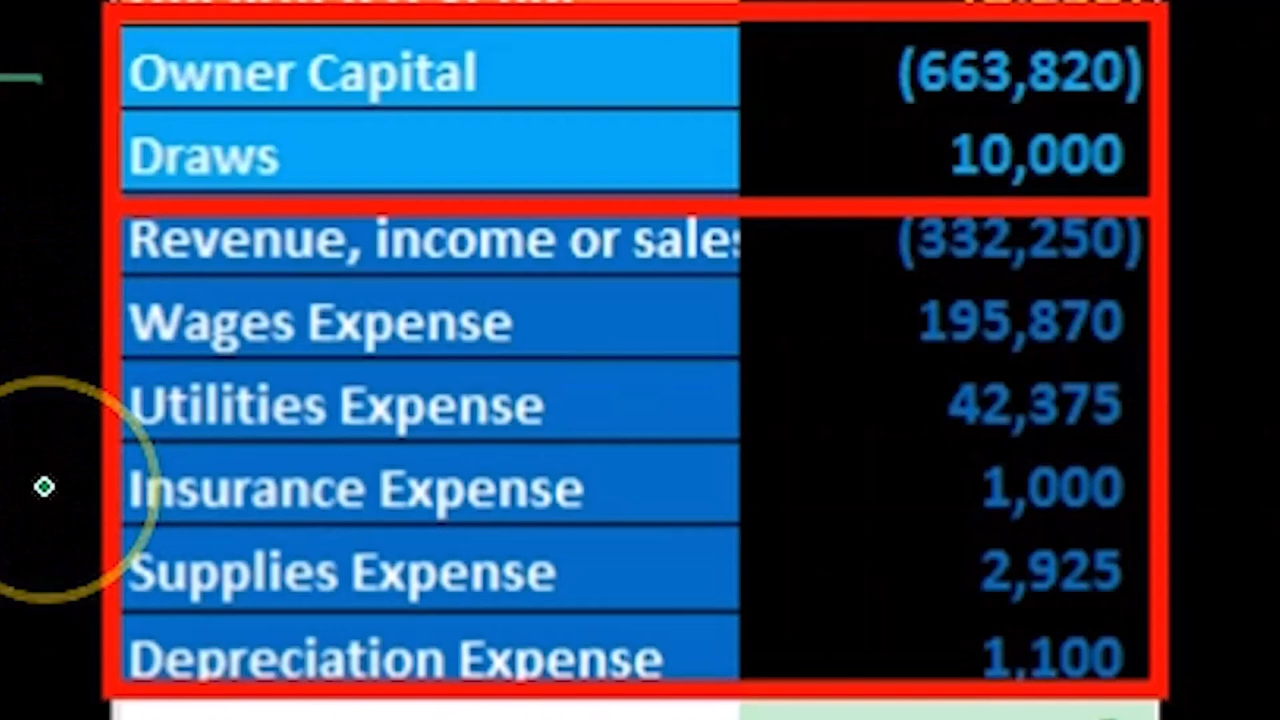 Owner Capital (663,820)
Draws 10,000
Revenue, income or sales (332,250)
Wages Expense 195,870
Utilities Expense 42,375
Insurance Expense 1,000
Supplies Expense 2,925
Depreciation Expense 1,100